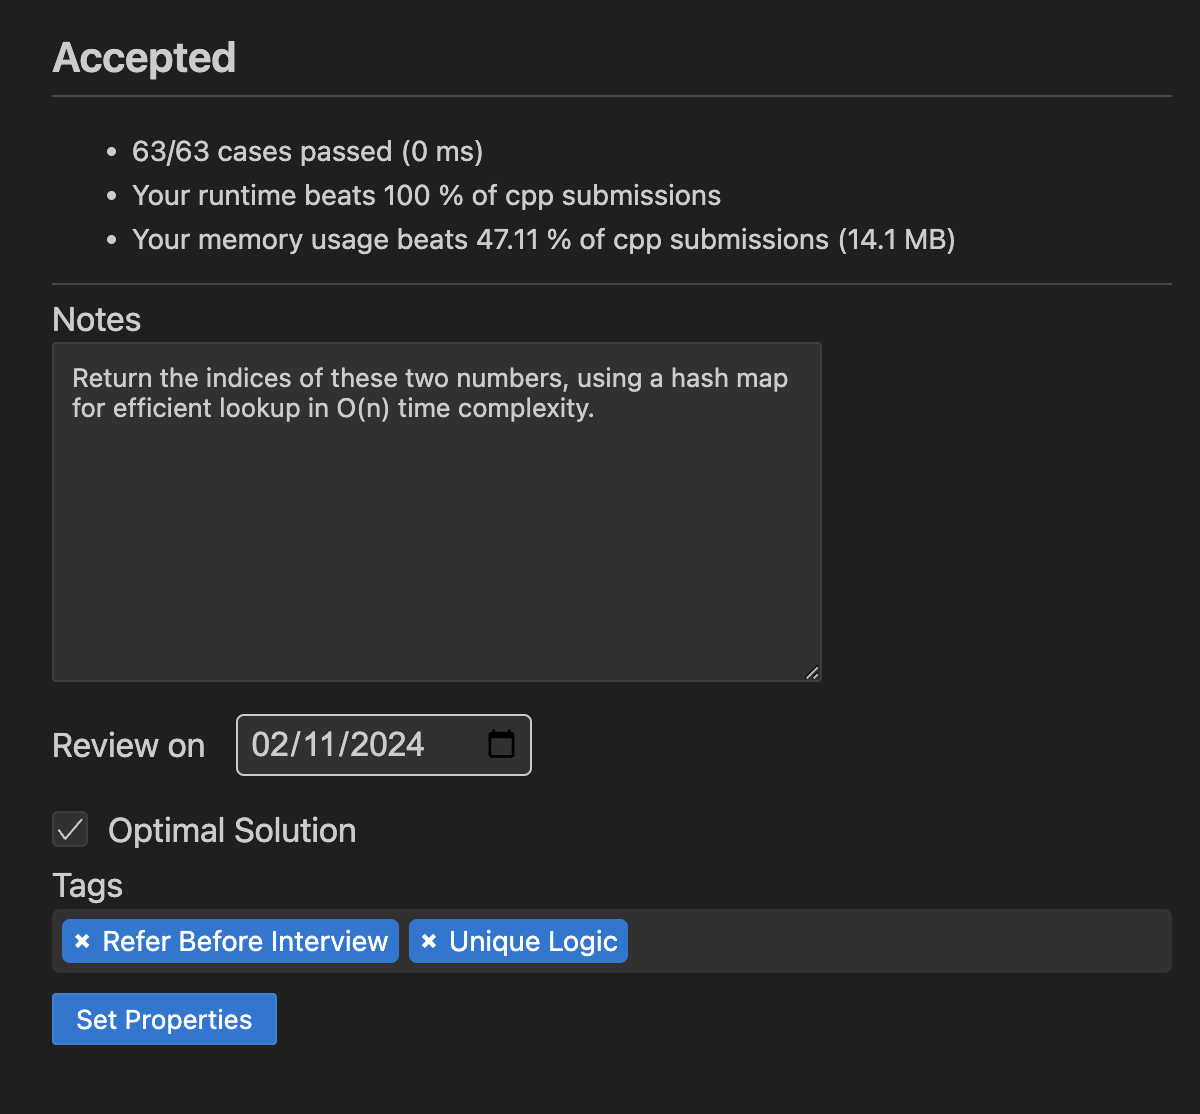 Accepted
63/63 cases passed (0 ms)
Your runtime beats 100 % of cpp submissions
Your memory usage beats 47.11 % of cpp submissions (14.1 MB)
Notes
Return the indices of these two numbers, using a hash map
for efficient lookup in O(n) time complexity.
Review on 02/11/2024
Optimal Solution
Tags
× Refer Before Interview × Unique Logic
Set Properties